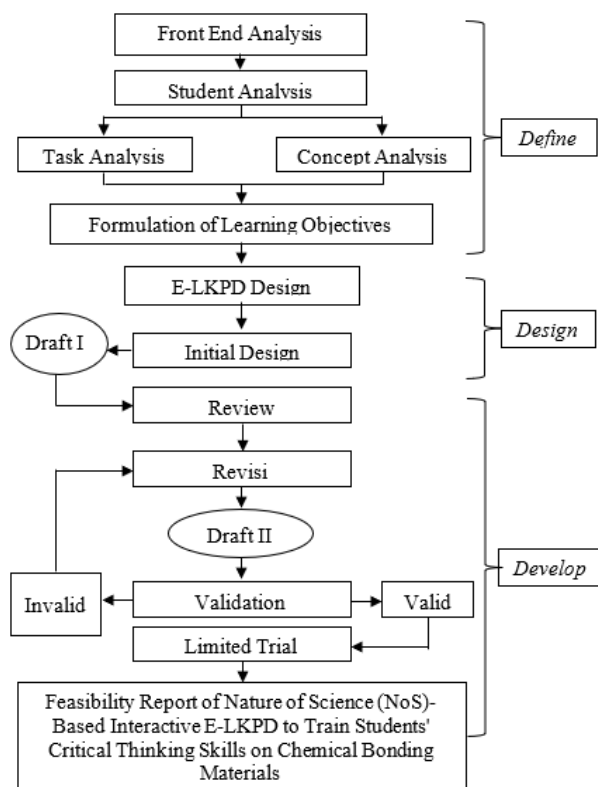 Front End Analysis
Student Analysis
Task Analysis
Concept Analysis
Define
Formulation of Learning Objectives
E-LKPD Design
Design
Draft I
Initial Design
Review
Revisi
Draft II
Develop
Invalid
Validation
Valid
Limited Trial
Feasibility Report of Nature of Science (NoS)-
Based Interactive E-LKPD to Train Students'
Critical Thinking Skills on Chemical Bonding
Materials